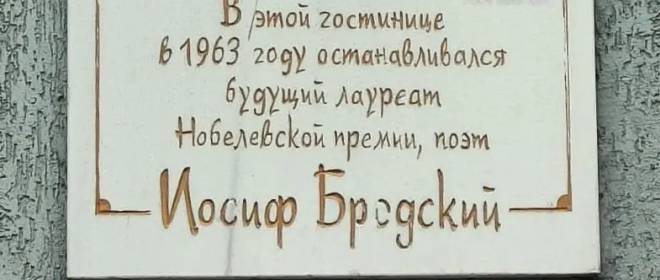 В этой гостинице
в 1963 году останавливался
будущий лауреат
Нобелевской премии, поэт
Иосиф Бродский